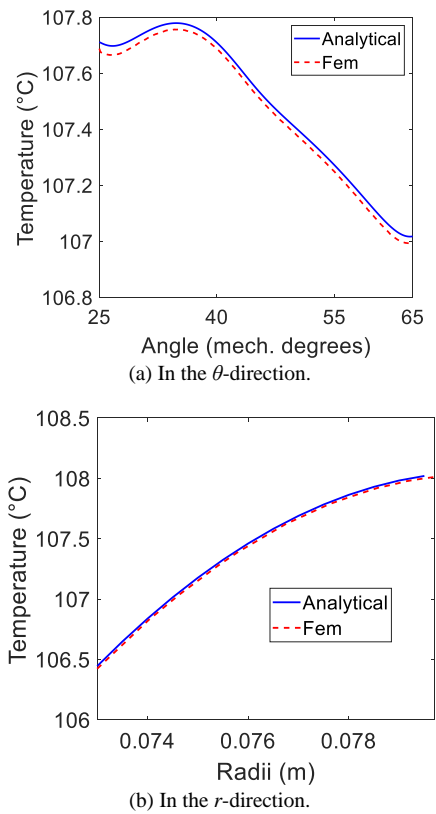 107.8
107.6
107.4
107.2
107
106.8
25
40
55
65
Temperature (°C)
Angle (mech. degrees)
Analytical
Fem
(a) In the θ-direction.
108.5
108
107.5
107
106.5
106
0.074
0.076
0.078
Temperature (°C)
Radii (m)
Analytical
Fem
(b) In the r-direction.